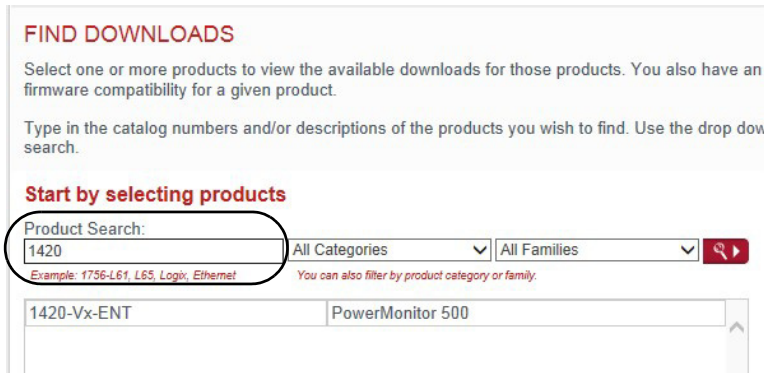 FIND DOWNLOADS
Select one or more products to view the available downloads for those products. You also have an
firmware compatibility for a given product.
Type in the catalog numbers and/or descriptions of the products you wish to find. Use the drop dow
search.
Start by selecting products
Product Search:
1420 All Categories All Families
Example: 1756-L61, L65, Logix, Ethernet You can also filter by product category or family.
1420-Vx-ENT PowerMonitor 500